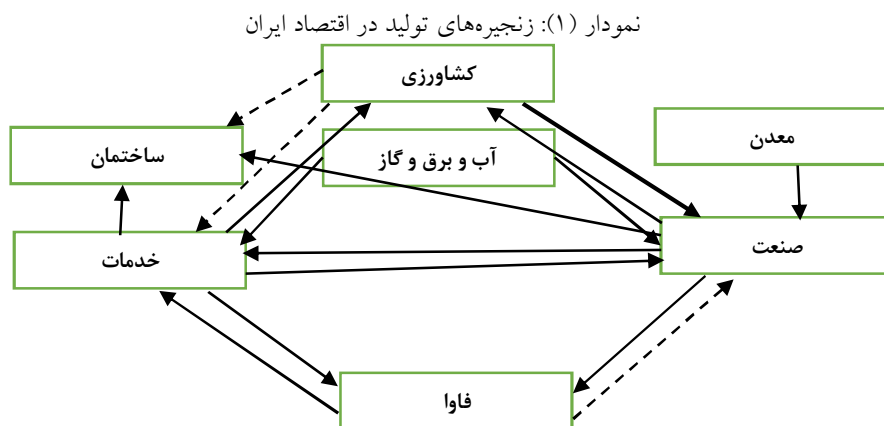 نمودار (۱): زنجیره‌های تولید در اقتصاد ایران
کشاورزی
معدن
ساختمان
آب و برق و گاز
صنعت
خدمات
فاوا